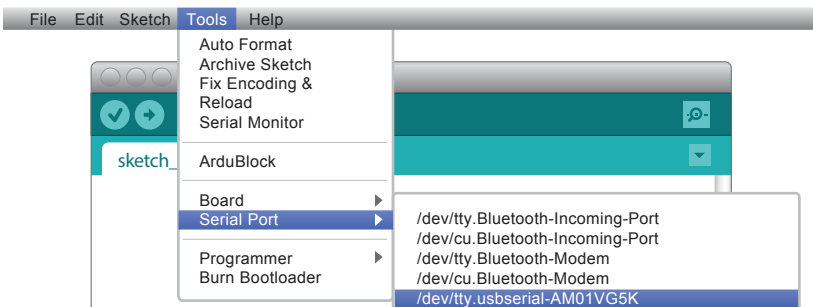 File Edit Sketch Tools Help
Auto Format
Archive Sketch
Fix Encoding &
Reload
Serial Monitor
sketch_
ArduBlock
Board
Serial Port
Programmer
Burn Bootloader
/dev/tty.Bluetooth-Incoming-Port
/dev/cu.Bluetooth-Incoming-Port
/dev/tty.Bluetooth-Modem
/dev/cu.Bluetooth-Modem
/dev/tty.usbserial-AM01VG5K